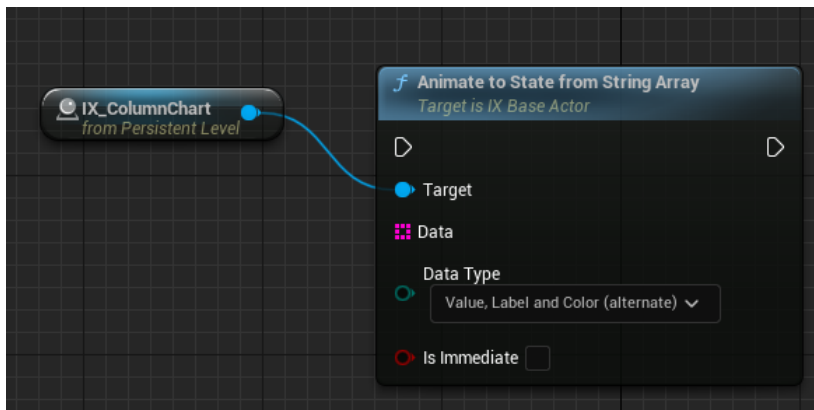 IX_ColumnChart
from Persistent Level
f Animate to State from String Array
Target is IX Base Actor
Target
Data
Data Type
Value, Label and Color (alternate)
Is Immediate